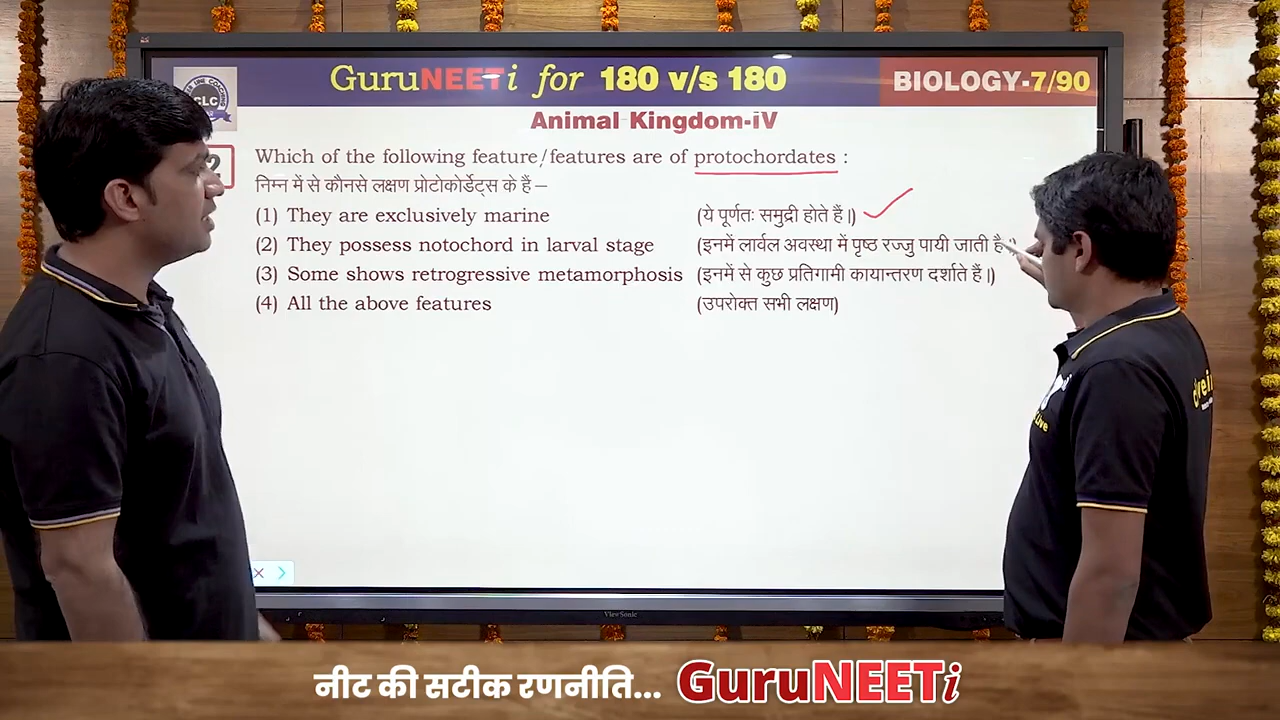 GuruNEETi for 180 v/s 180
BIOLOGY-7/90
CLC
Animal Kingdom-iV
2
Which of the following feature/features are of protochordates :
निम्न में से कौनसे लक्षण प्रोटोकोर्डेट्स के हैं –
(1) They are exclusively marine (ये पूर्णतः समुद्री होते हैं।)
(2) They possess notochord in larval stage (इनमें लार्वल अवस्था में पृष्ठ रज्जु पायी जाती है।)
(3) Some shows retrogressive metamorphosis (इनमें से कुछ प्रतिगामी कायान्तरण दर्शाते हैं।)
(4) All the above features (उपरोक्त सभी लक्षण)
ViewSonic
नीट की सटीक रणनीति... GuruNEETi